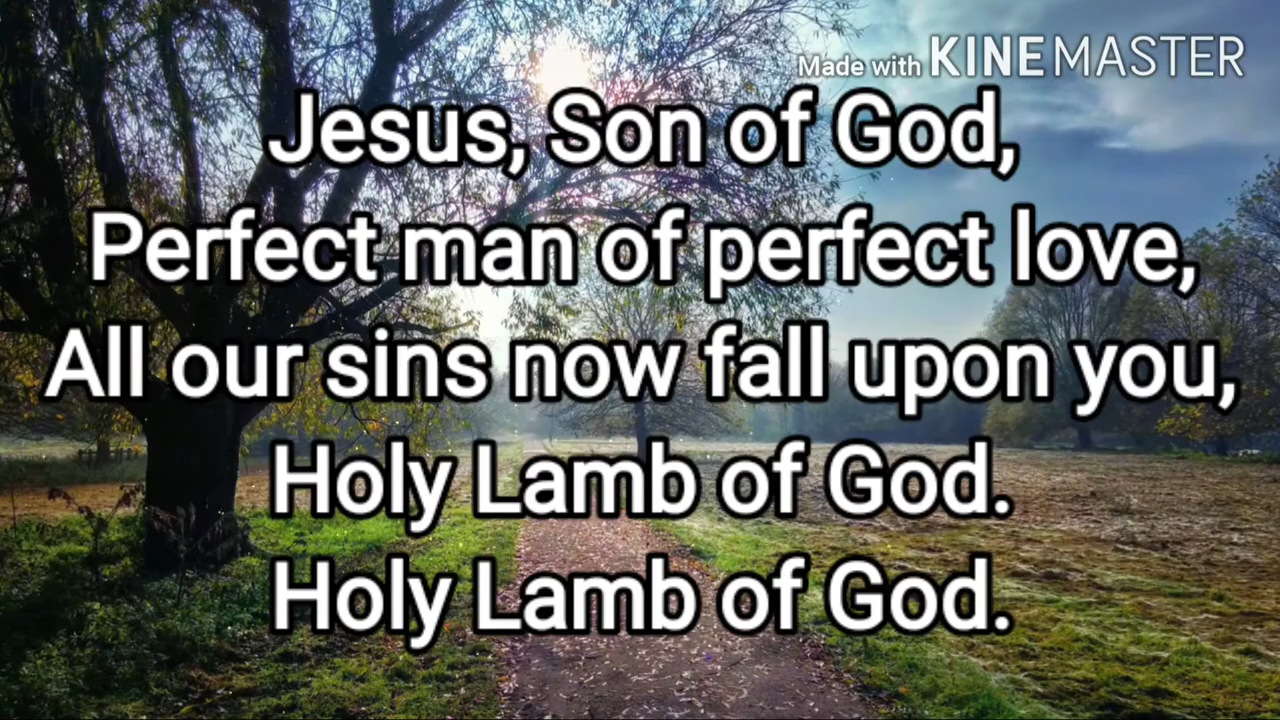 Made with KINEMASTER
Jesus, Son of God,
Perfect man of perfect love,
All our sins now fall upon you,
Holy Lamb of God.
Holy Lamb of God.